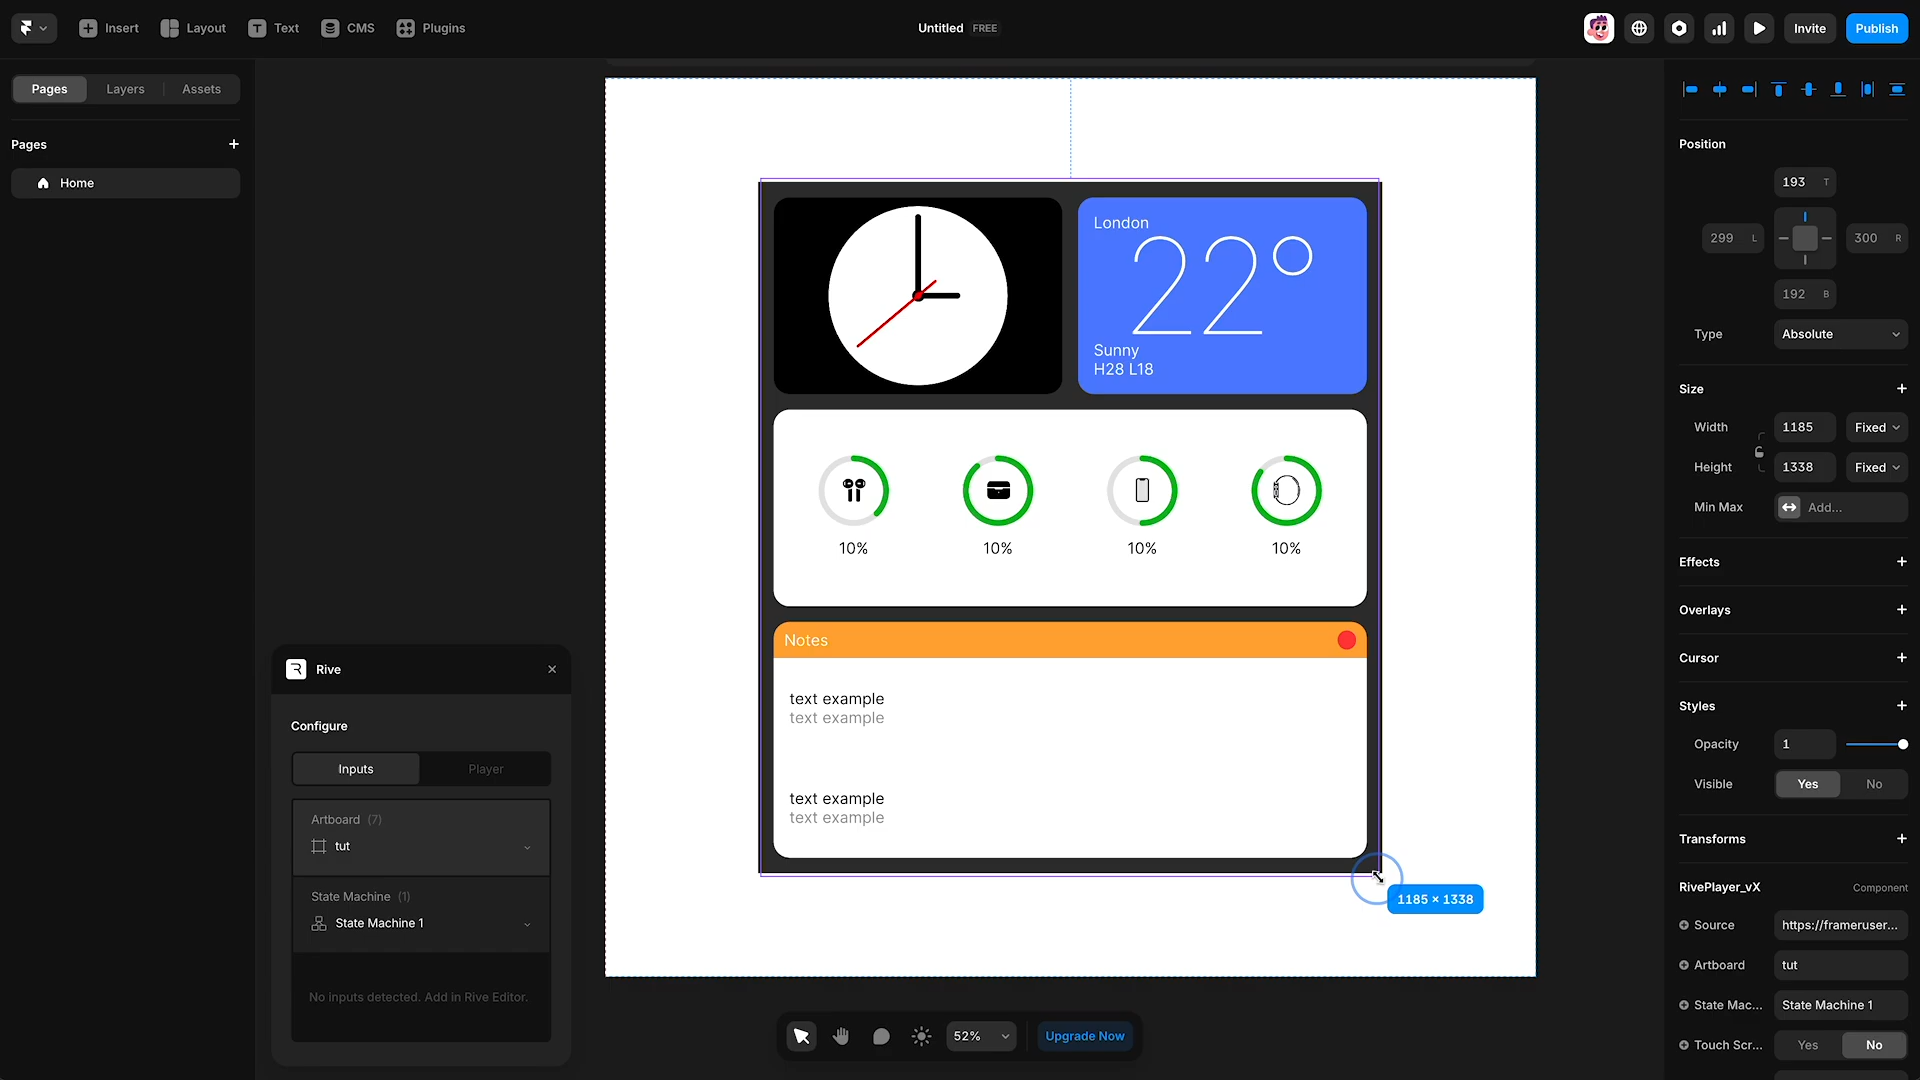 Insert
Layout
Text
CMS
Plugins
Untitled FREE
Invite
Publish
Pages
Layers
Assets
Pages
Home
Rive
Configure
Inputs
Player
Artboard (7)
tut
State Machine (1)
State Machine 1
No inputs detected. Add in Rive Editor.
London
22°
Sunny
H28 L18
10%
10%
10%
10%
Notes
text example
text example
text example
text example
1185 × 1338
52%
Upgrade Now
Position
193 T
299 L
300 R
192 B
Type
Absolute
Size
Width
1185
Fixed
Height
1338
Fixed
Min Max
Add...
Effects
Overlays
Cursor
Styles
Opacity
1
Visible
Yes
No
Transforms
RivePlayer_vX
Component
Source
https://frameruser...
Artboard
tut
State Mac...
State Machine 1
Touch Scr...
Yes
No